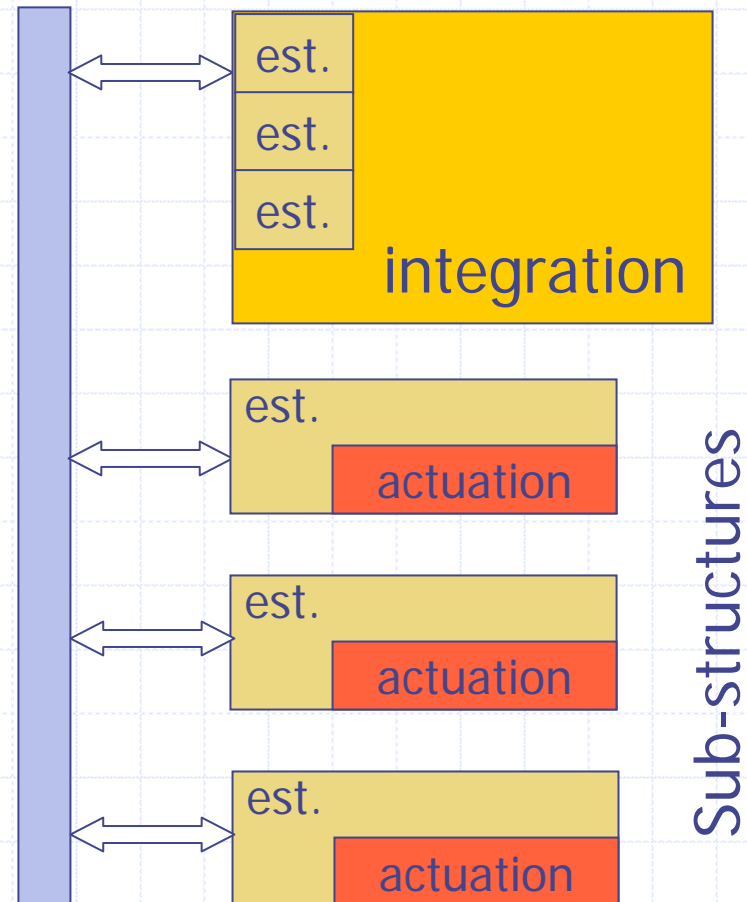 est.
est.
est.
integration
est.
actuation
est.
actuation
est.
actuation
Sub-structures